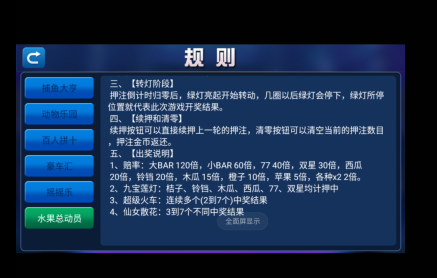 规 则
捕鱼大亨
动物乐园
百人拼十
豪车汇
摇摇乐
水果总动员
三、【转灯阶段】
押注倒计时归零后，绿灯亮起开始转动，几圈以后绿灯会停下，绿灯所停
位置就代表此次游戏开奖结果。
四、【续押和清零】
续押按钮可以直接续押上一轮的押注，清零按钮可以清空当前的押注数目
，押注金币返还。
五、【出奖说明】
1、赔率：大BAR 120倍，小BAR 60倍，77 40倍，双星 30倍，西瓜
20倍，铃铛 20倍，木瓜 15倍，橙子 10倍，苹果 5倍，各种x2 2倍。
2、九宝莲灯：桔子、铃铛、木瓜、西瓜、77、双星均计押中
3、超级火车：连续多个(2到7个)中奖结果
4、仙女散花：3到7个不同中奖结果
全面屏显示